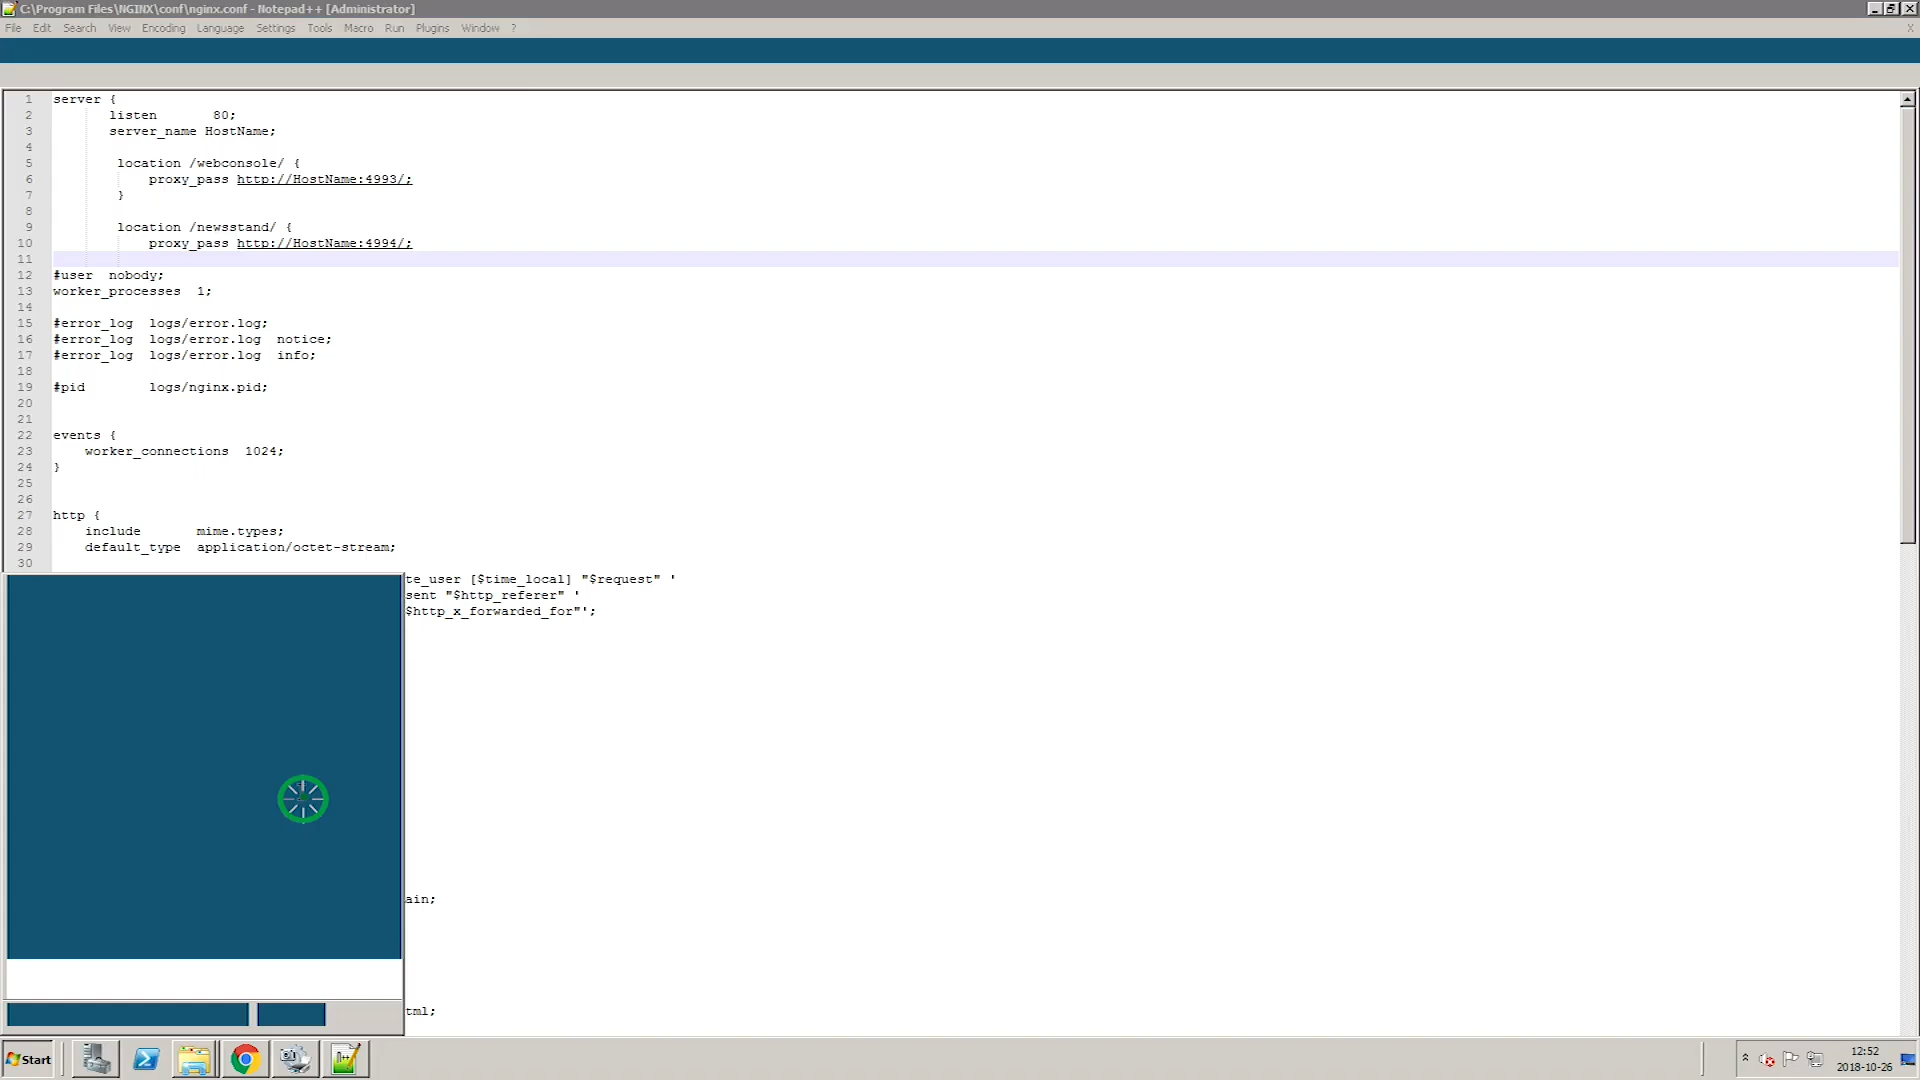 C:\Program Files\NGINX\conf\nginx.conf - Notepad++ [Administrator]
File Edit Search View Encoding Language Settings Tools Macro Run Plugins Window ? X
1 server {
2 listen 80;
3 server_name HostName;
4
5 location /webconsole/ {
6 proxy_pass http://HostName:4993/;
7 }
8
9 location /newsstand/ {
10 proxy_pass http://HostName:4994/;
11
12 #user nobody;
13 worker_processes 1;
14
15 #error_log logs/error.log;
16 #error_log logs/error.log notice;
17 #error_log logs/error.log info;
18
19 #pid logs/nginx.pid;
20
21
22 events {
23 worker_connections 1024;
24 }
25
26
27 http {
28 include mime.types;
29 default_type application/octet-stream;
30
te_user [$time_local] "$request" '
sent "$http_referer" '
$http_x_forwarded_for"';
ain;
tml;
Start
12:52
2018-10-26